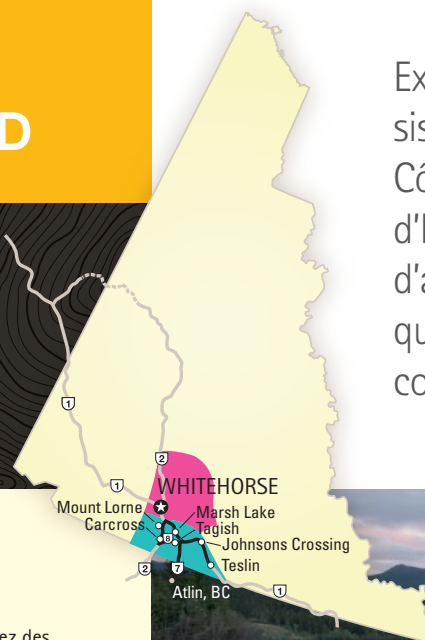 D
Ex
sis
Cô
d'l
d'a
qu
co
1
2
1
WHITEHORSE
Mount Lorne
Marsh Lake
Carcross
Tagish
8
Johnsons Crossing
2
7
Teslin
1
Atlin, BC
ez des